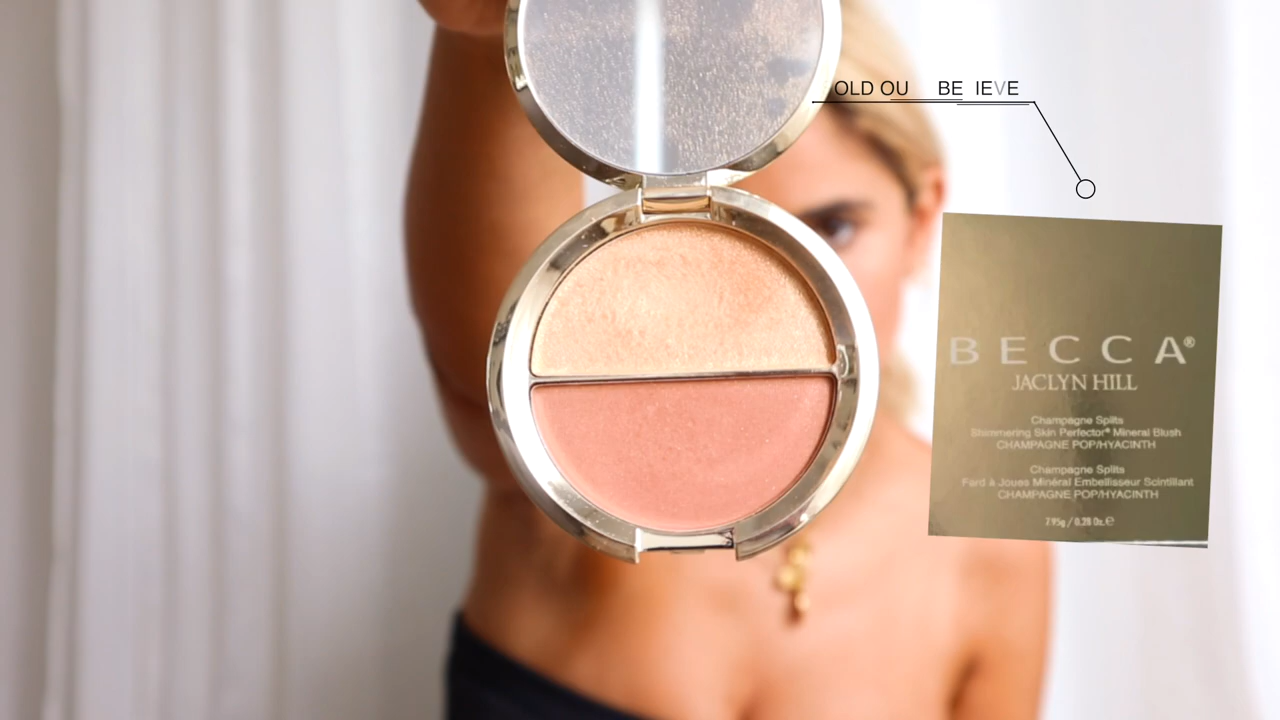 OLD OU BE IEVE
BECCA®
JACLYN HILL
Champagne Splits
Shimmering Skin Perfector® Mineral Blush
CHAMPAGNE POP/HYACINTH
Champagne Splits
Fard à Joues Minéral Embellisseur Scintillant
CHAMPAGNE POP/HYACINTH
7.95g / 0.28 Oz. ℮